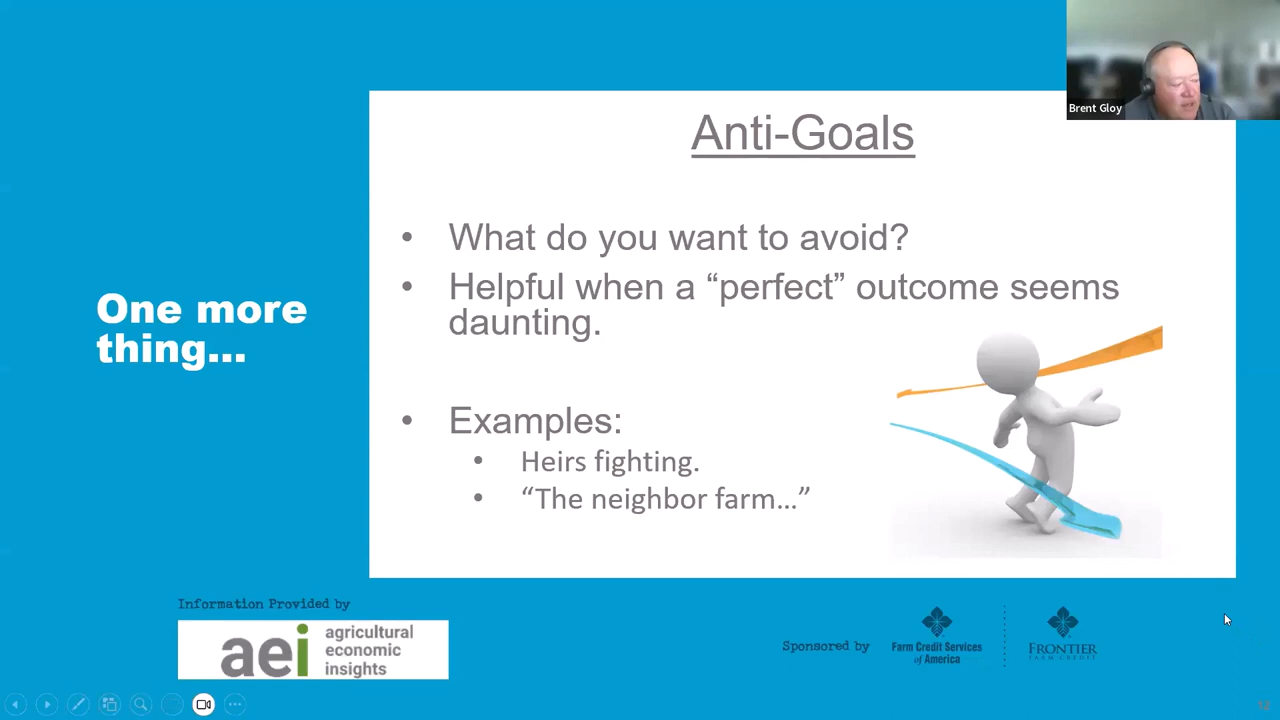 Brent Gloy
Anti-Goals
• What do you want to avoid?
• Helpful when a “perfect” outcome seems
daunting.
One more
thing...
• Examples:
• Heirs fighting.
• “The neighbor farm…”
Information Provided by
aei
agricultural
economic
insights
Sponsored by
Farm Credit Services
of America
FRONTIER
FARM CREDIT
12